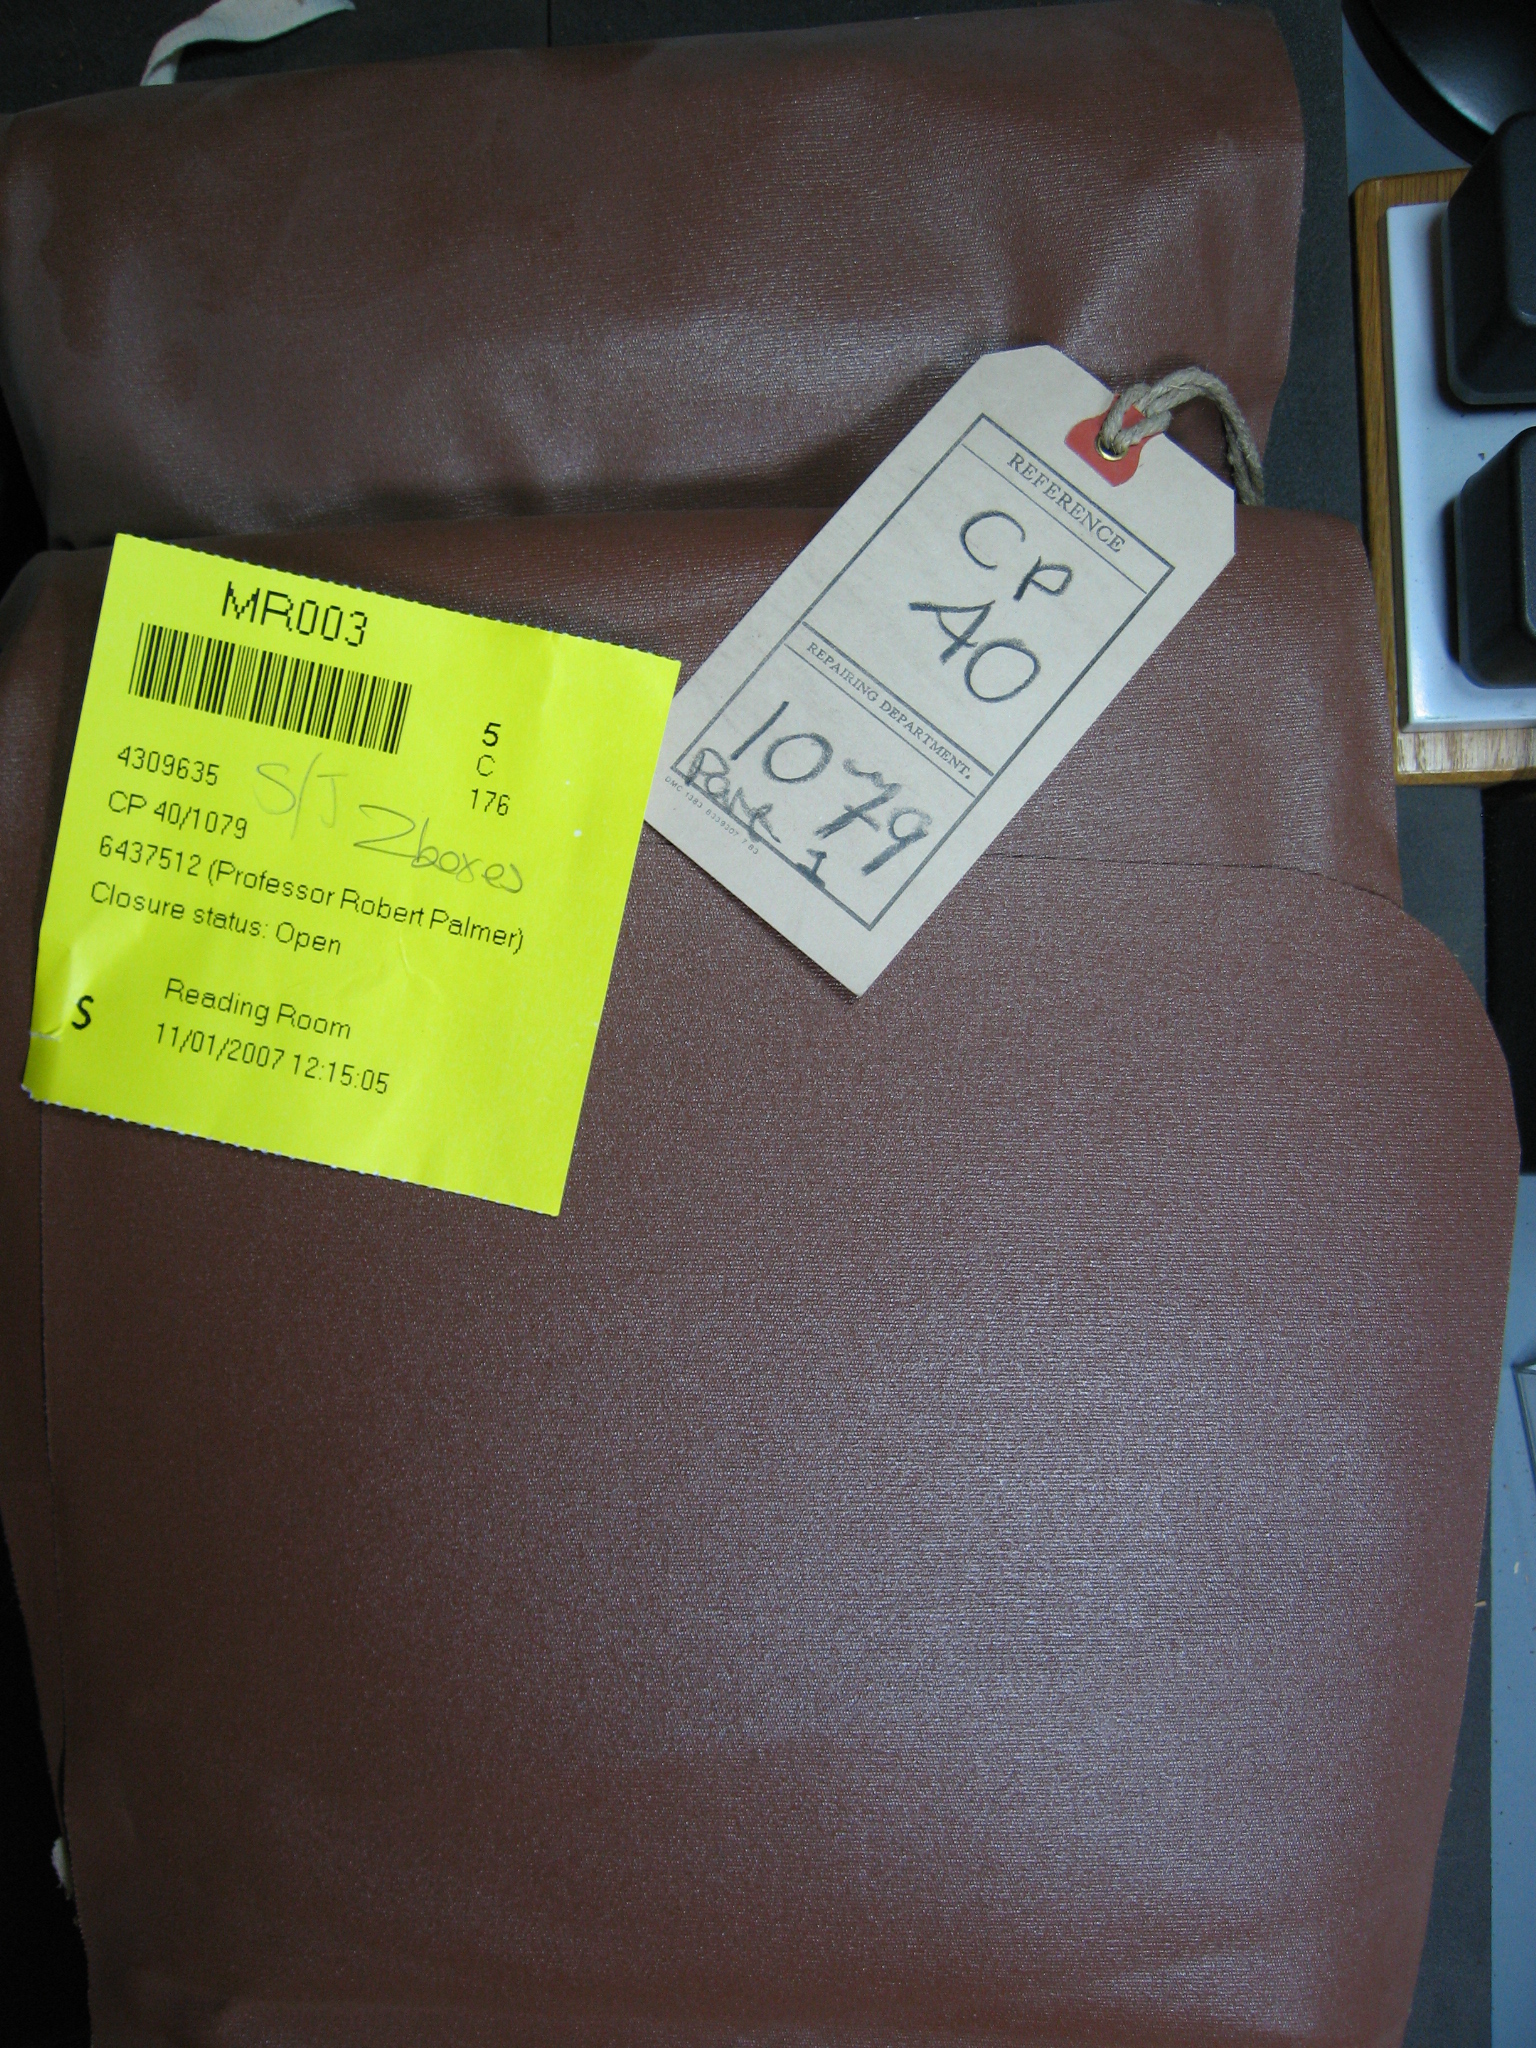 MR003
5
C
176
4309635
S/J 2boxes
CP 40/1079
6437512 (Professor Robert Palmer)
Closure status: Open
S
Reading Room
11/01/2007 12:15:05
REFERENCE
CP
40
REPAIRING DEPARTMENT.
1079
Part 1